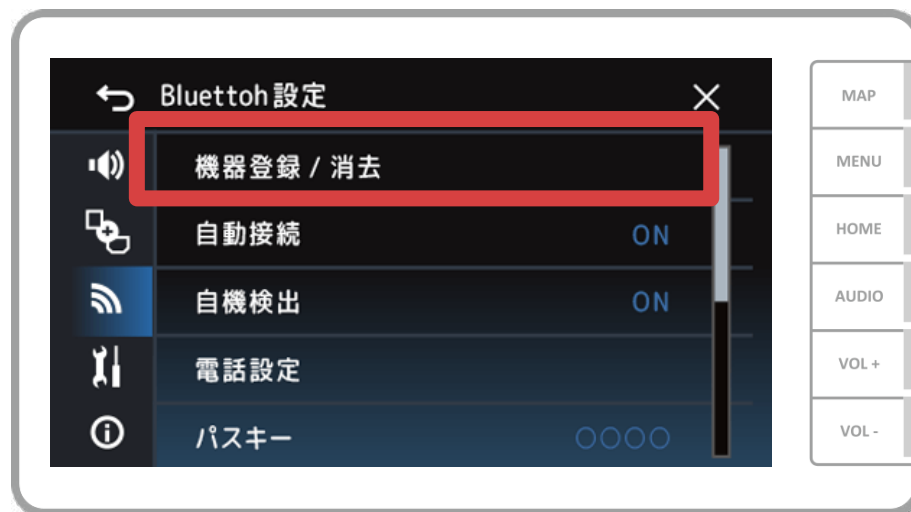 Bluettoh設定
機器登録 / 消去
自動接続 ON
自機検出 ON
電話設定
パスキー ○○○○
MAP
MENU
HOME
AUDIO
VOL +
VOL -